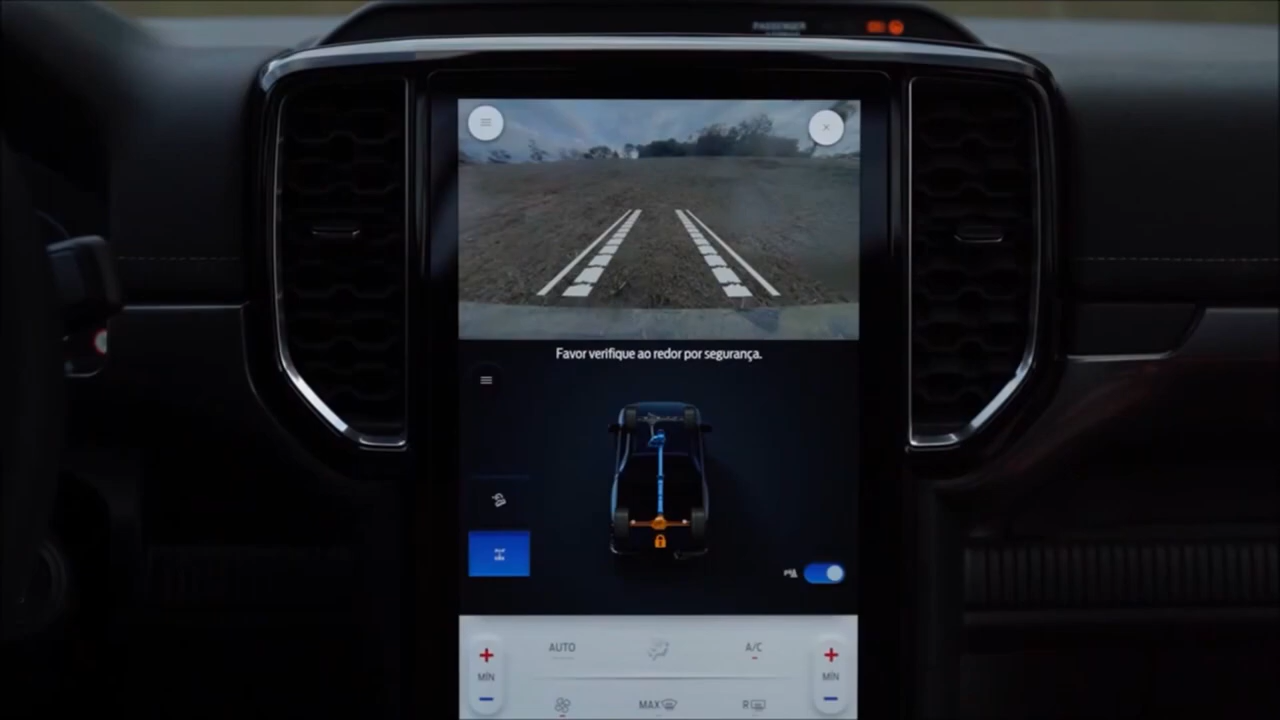 PASSENGER
Favor verifique ao redor por segurança.
AUTO
A/C
MIN
MIN
MAX
R